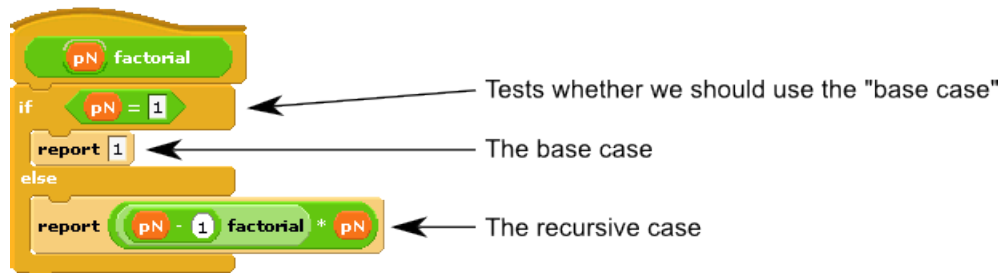 pN factorial
if pN = 1
Tests whether we should use the "base case"
report 1
The base case
else
report pN - 1 factorial * pN
The recursive case